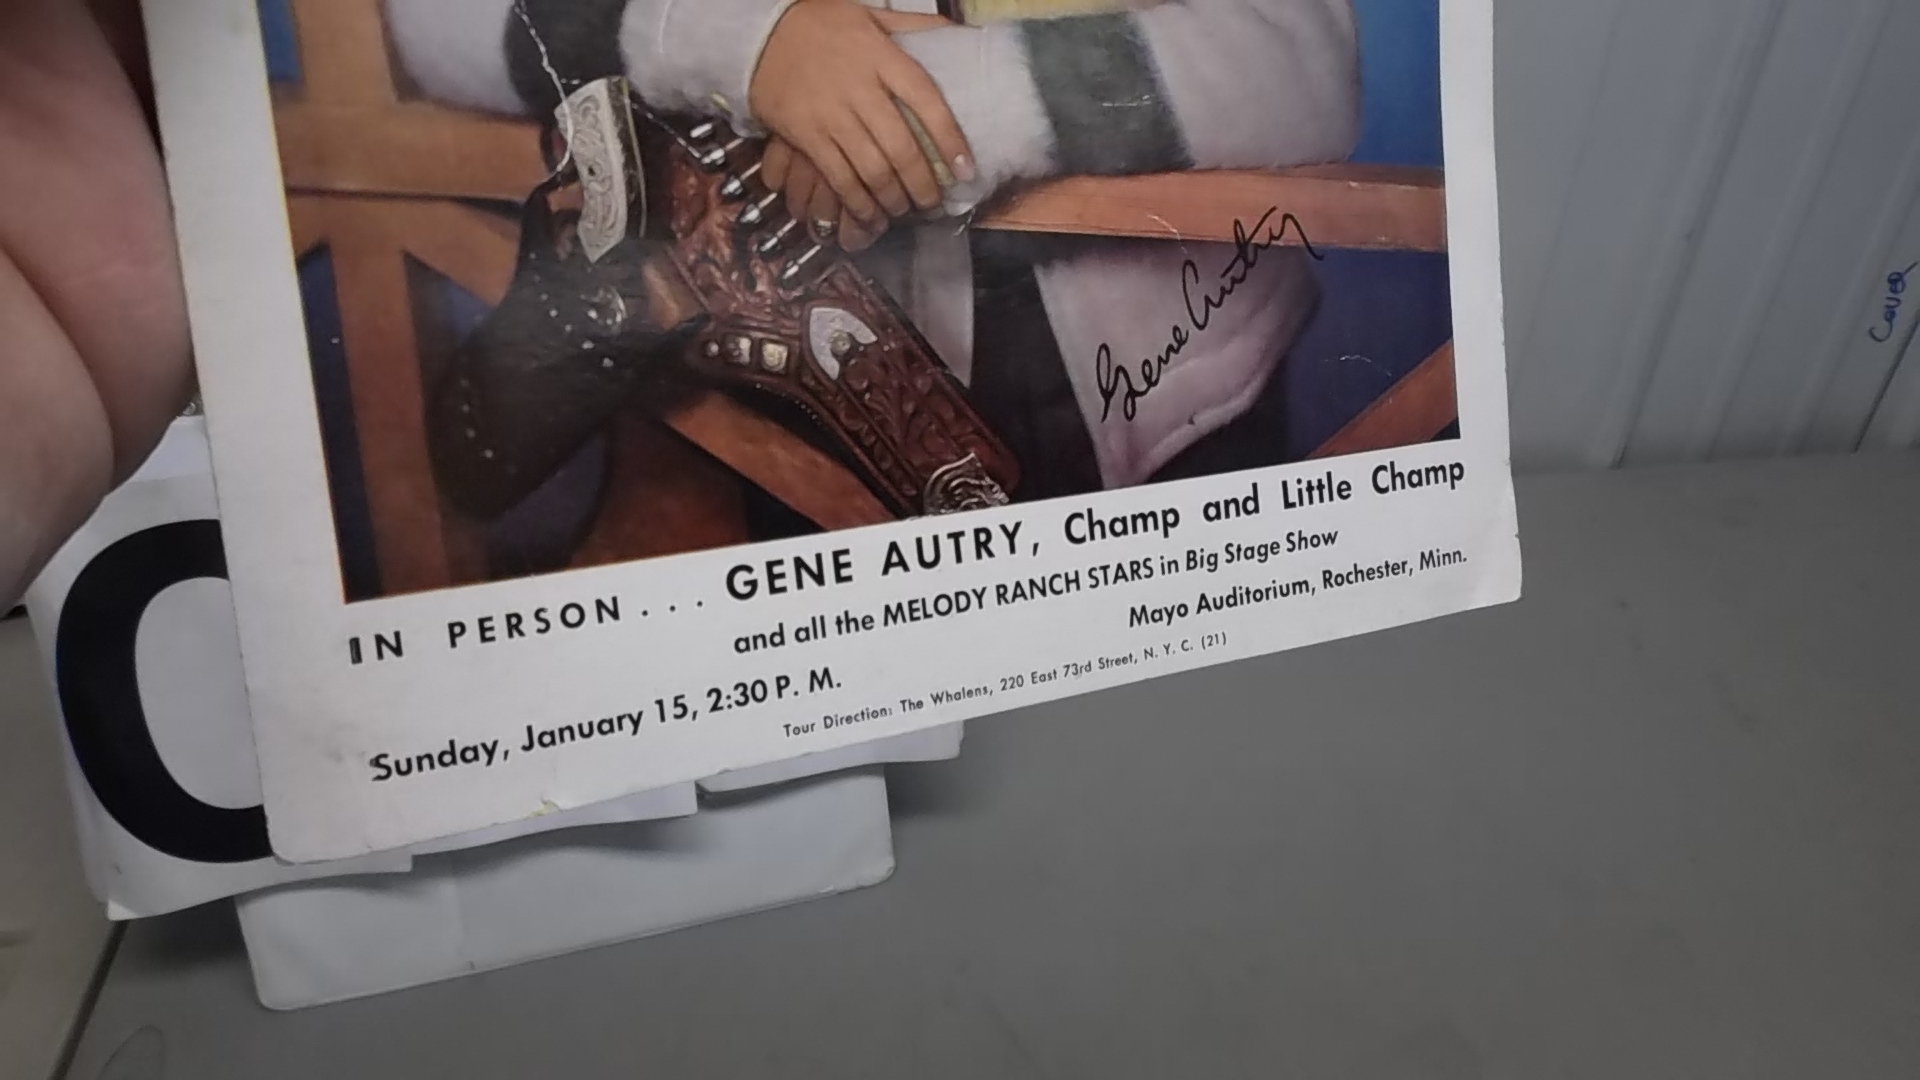 Gene Autry
COVER
IN PERSON . . . GENE AUTRY, Champ and Little Champ
and all the MELODY RANCH STARS in Big Stage Show
Sunday, January 15, 2:30 P. M.
Mayo Auditorium, Rochester, Minn.
Tour Direction: The Whalens, 220 East 73rd Street, N. Y. C. (21)